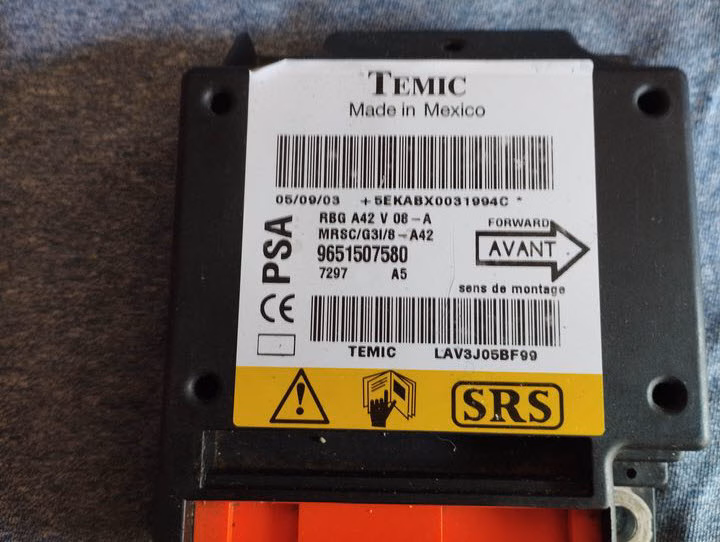 TEMIC
Made in Mexico
05/09/03 +5EKABX0031994C *
RBG A42 V 08-A
MRSC/G3I/8-A42
9651507580
7297 A5
PSA
FORWARD
AVANT
sens de montage
CE
TEMIC LAV3J05BF99
SRS